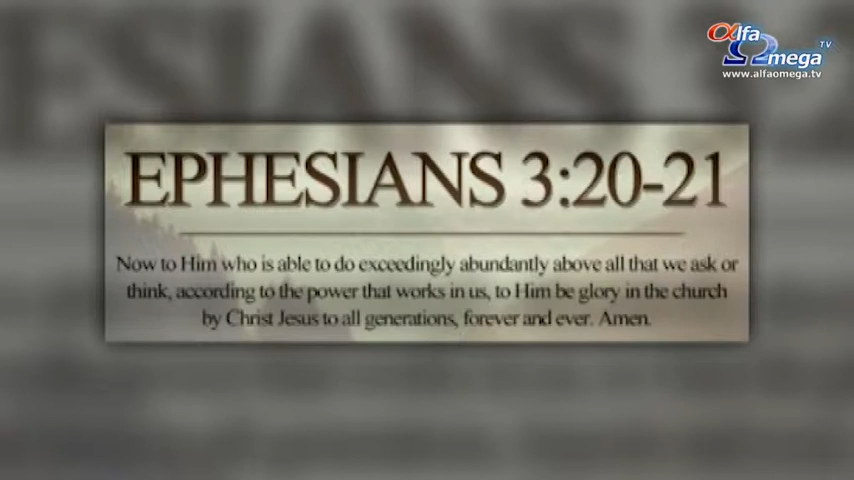 αlfa
Ωmega TV
www.alfaomega.tv
EPHESIANS 3:20-21
Now to Him who is able to do exceedingly abundantly above all that we ask or
think, according to the power that works in us, to Him be glory in the church
by Christ Jesus to all generations, forever and ever. Amen.